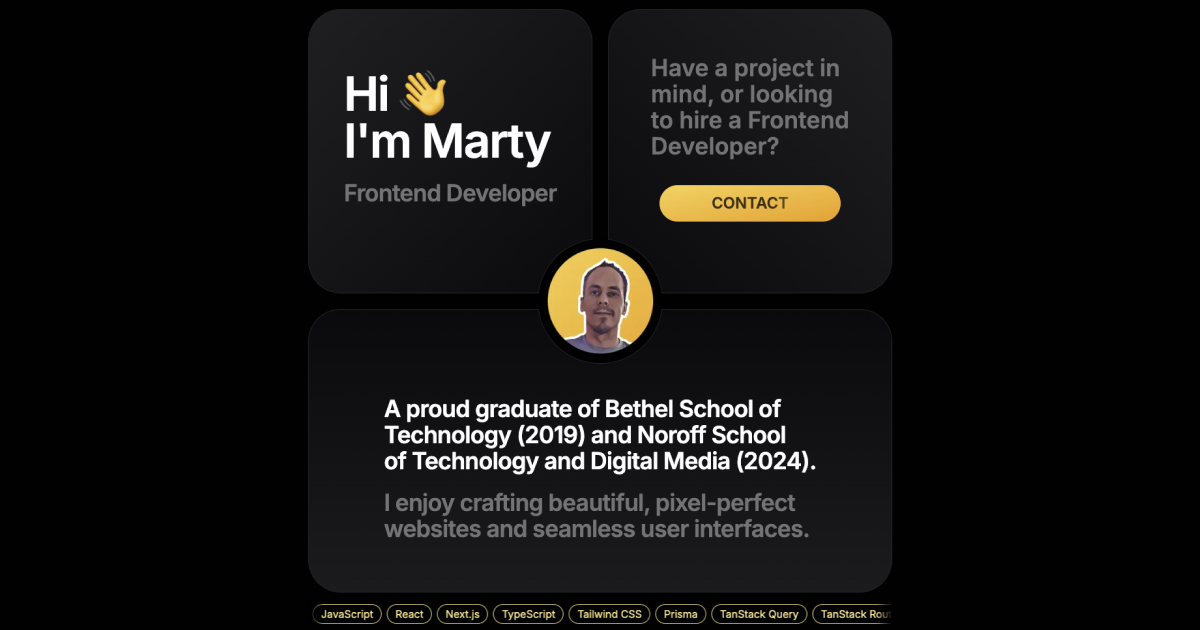 Hi 👋
I'm Marty
Frontend Developer
Have a project in
mind, or looking
to hire a Frontend
Developer?
CONTACT
A proud graduate of Bethel School of
Technology (2019) and Noroff School
of Technology and Digital Media (2024).
I enjoy crafting beautiful, pixel-perfect
websites and seamless user interfaces.
JavaScript React Next.js TypeScript Tailwind CSS Prisma TanStack Query TanStack Rout